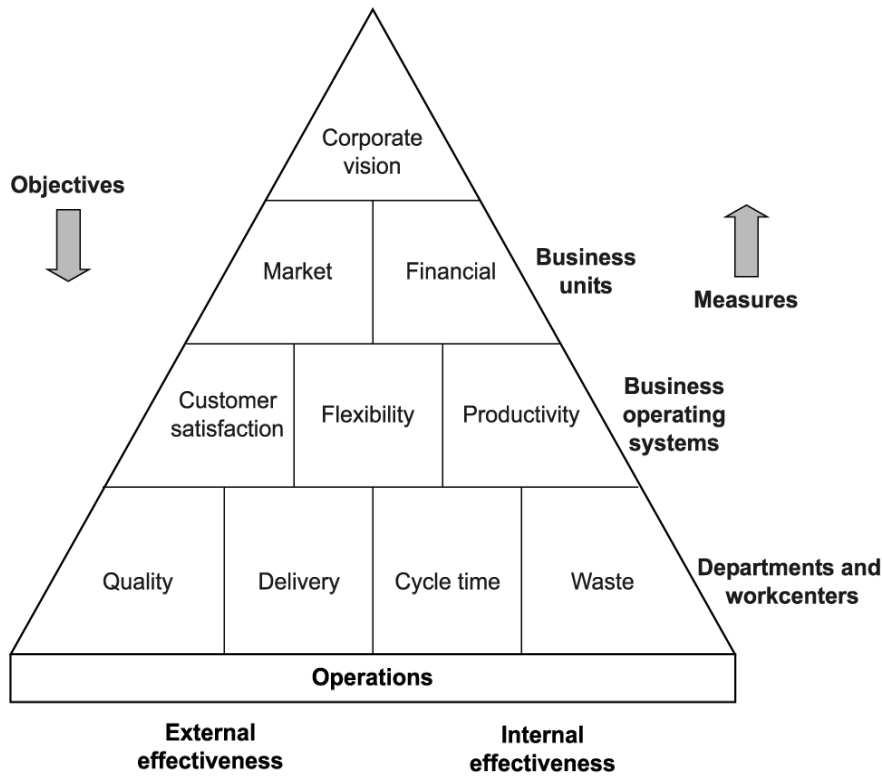 Corporate
vision
Objectives
Market
Financial
Business
units
Measures
Customer
satisfaction
Flexibility
Productivity
Business
operating
systems
Quality
Delivery
Cycle time
Waste
Departments and
workcenters
Operations
External
effectiveness
Internal
effectiveness